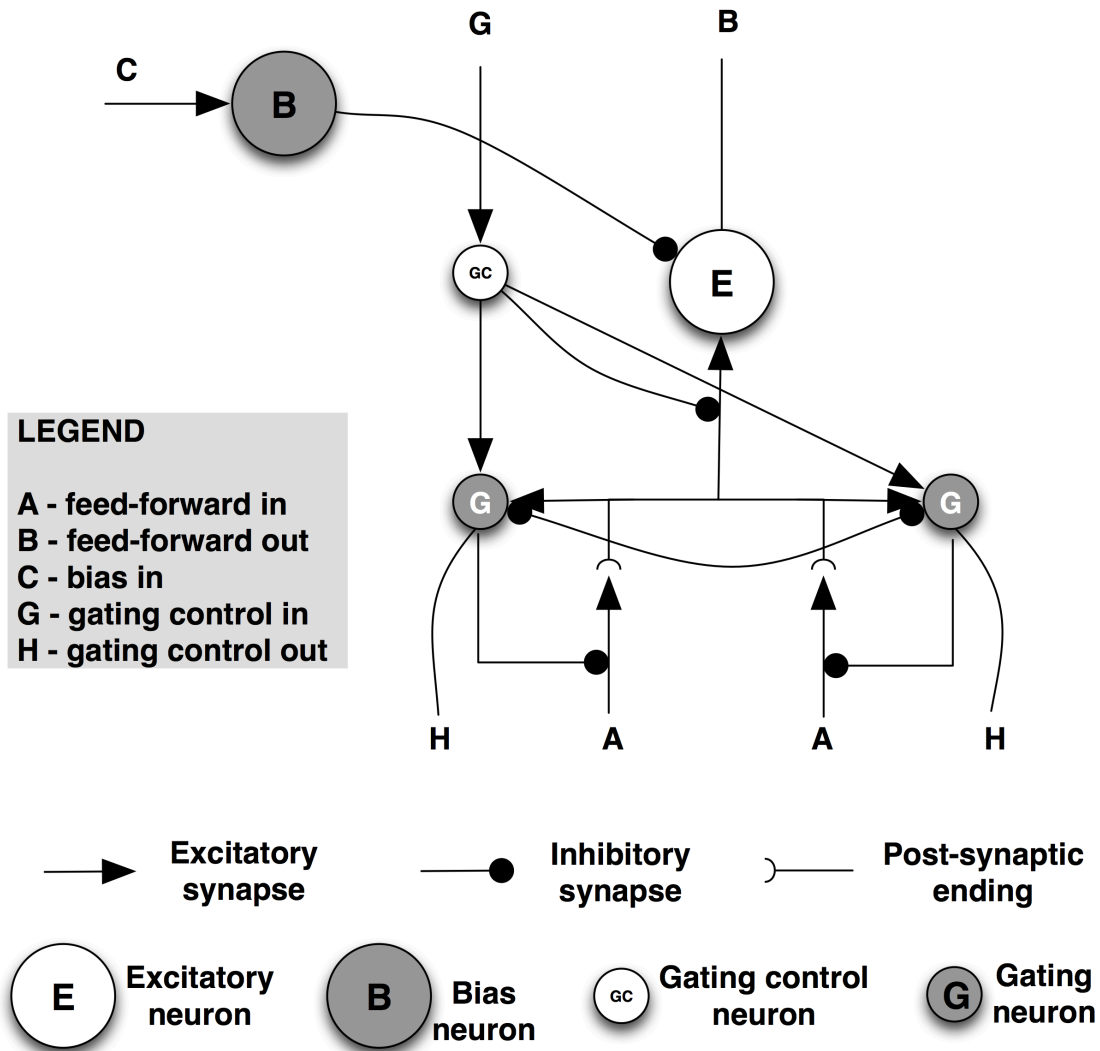 G
B
C
B
GC
E
LEGEND
A - feed-forward in
B - feed-forward out
C - bias in
G - gating control in
H - gating control out
G
G
H
A
A
H
Excitatory
synapse
Inhibitory
synapse
Post-synaptic
ending
E
Excitatory
neuron
B
Bias
neuron
GC
Gating control
neuron
G
Gating
neuron